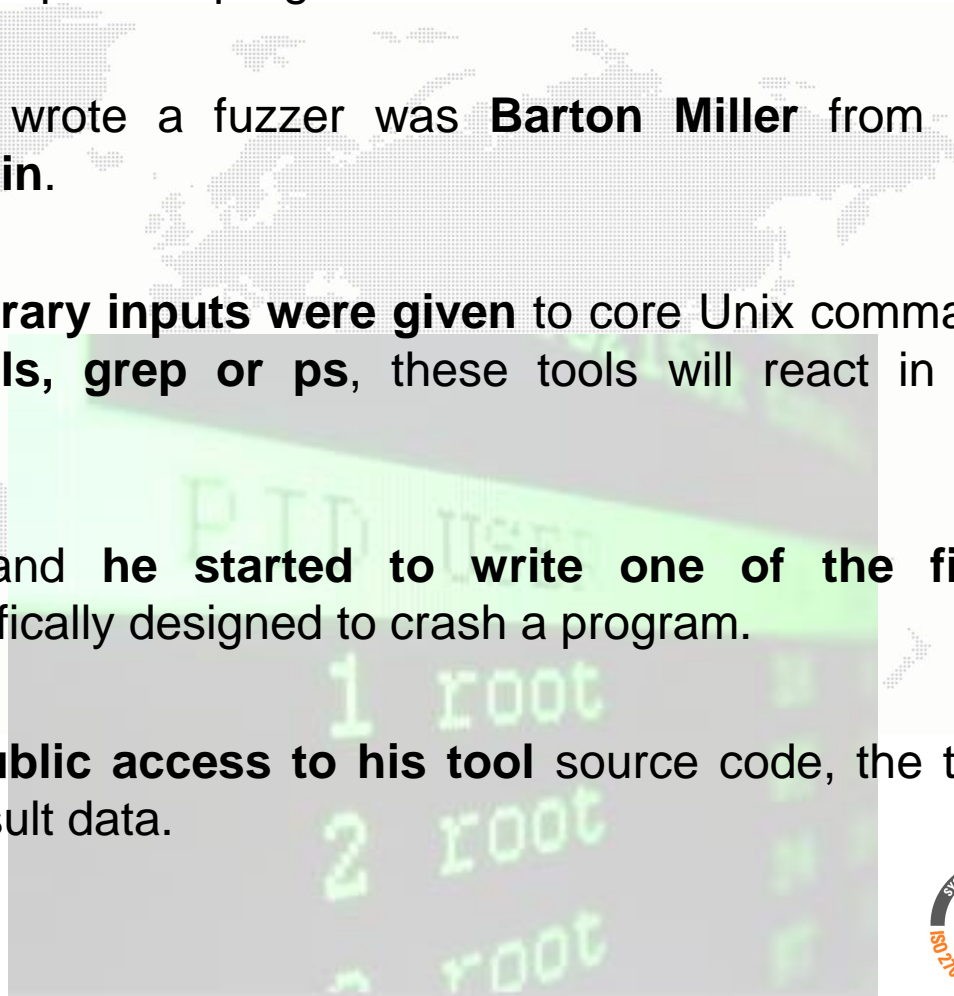 wrote a fuzzer was Barton Miller from
in.
rary inputs were given to core Unix
ls, grep or ps, these tools will react in
and he started to write one of the
fically designed to crash a program.
ublic access to his tool source code, the
sult data.
PID USER
1 root
2 root
root
ISO